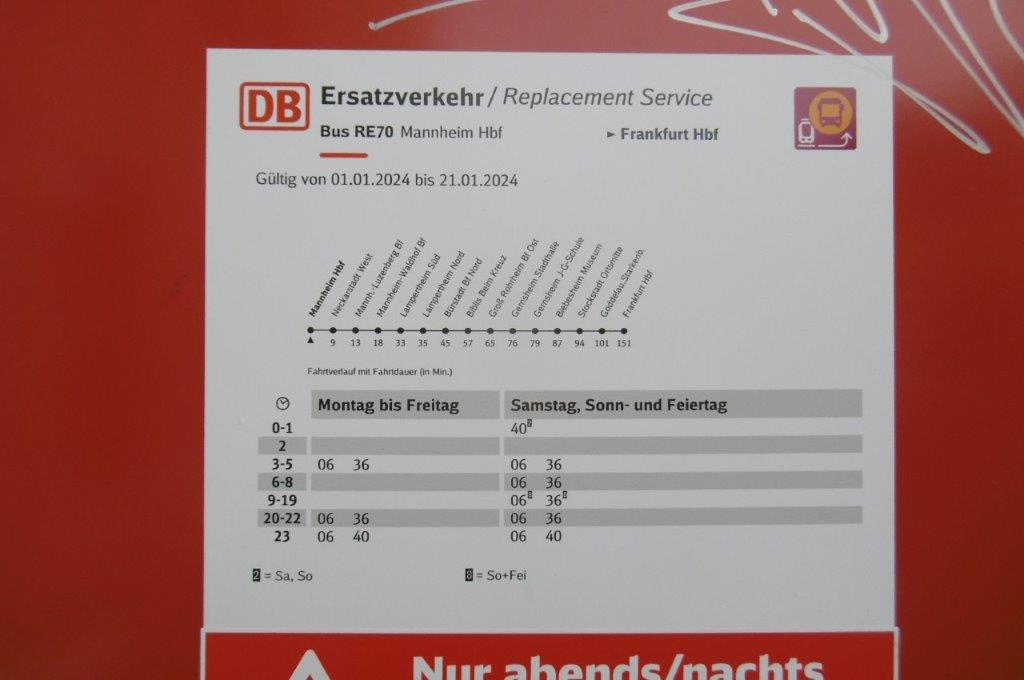 DB
Ersatzverkehr / Replacement Service
Bus RE70 Mannheim Hbf ► Frankfurt Hbf
Gültig von 01.01.2024 bis 21.01.2024
Mannheim Hbf
Neckarstadt West
Mannh.-Luzenberg Bf
Mannheim-Waldhof Bf
Lampertheim Süd
Lampertheim Nord
Bürstadt Bf Nord
Biblis Beim Kreuz
Groß Rohrheim Bf Ost
Gernsheim Stadthalle
Gernsheim J-G-Schule
Biebesheim Museum
Stockstadt Ortsmitte
Goddelau.Starkenb.
Frankfurt Hbf
▲ 9 13 18 33 35 45 57 65 76 79 87 94 101 151
Fahrtverlauf mit Fahrtdauer (in Min.)
Montag bis Freitag Samstag, Sonn- und Feiertag
0-1 40 2
2
3-5 06 36 06 36
6-8 06 36
9-19 06 8 36 8
20-22 06 36 06 36
23 06 40 06 40
2 = Sa, So 8 = So+Fei
Nur abends/nachts